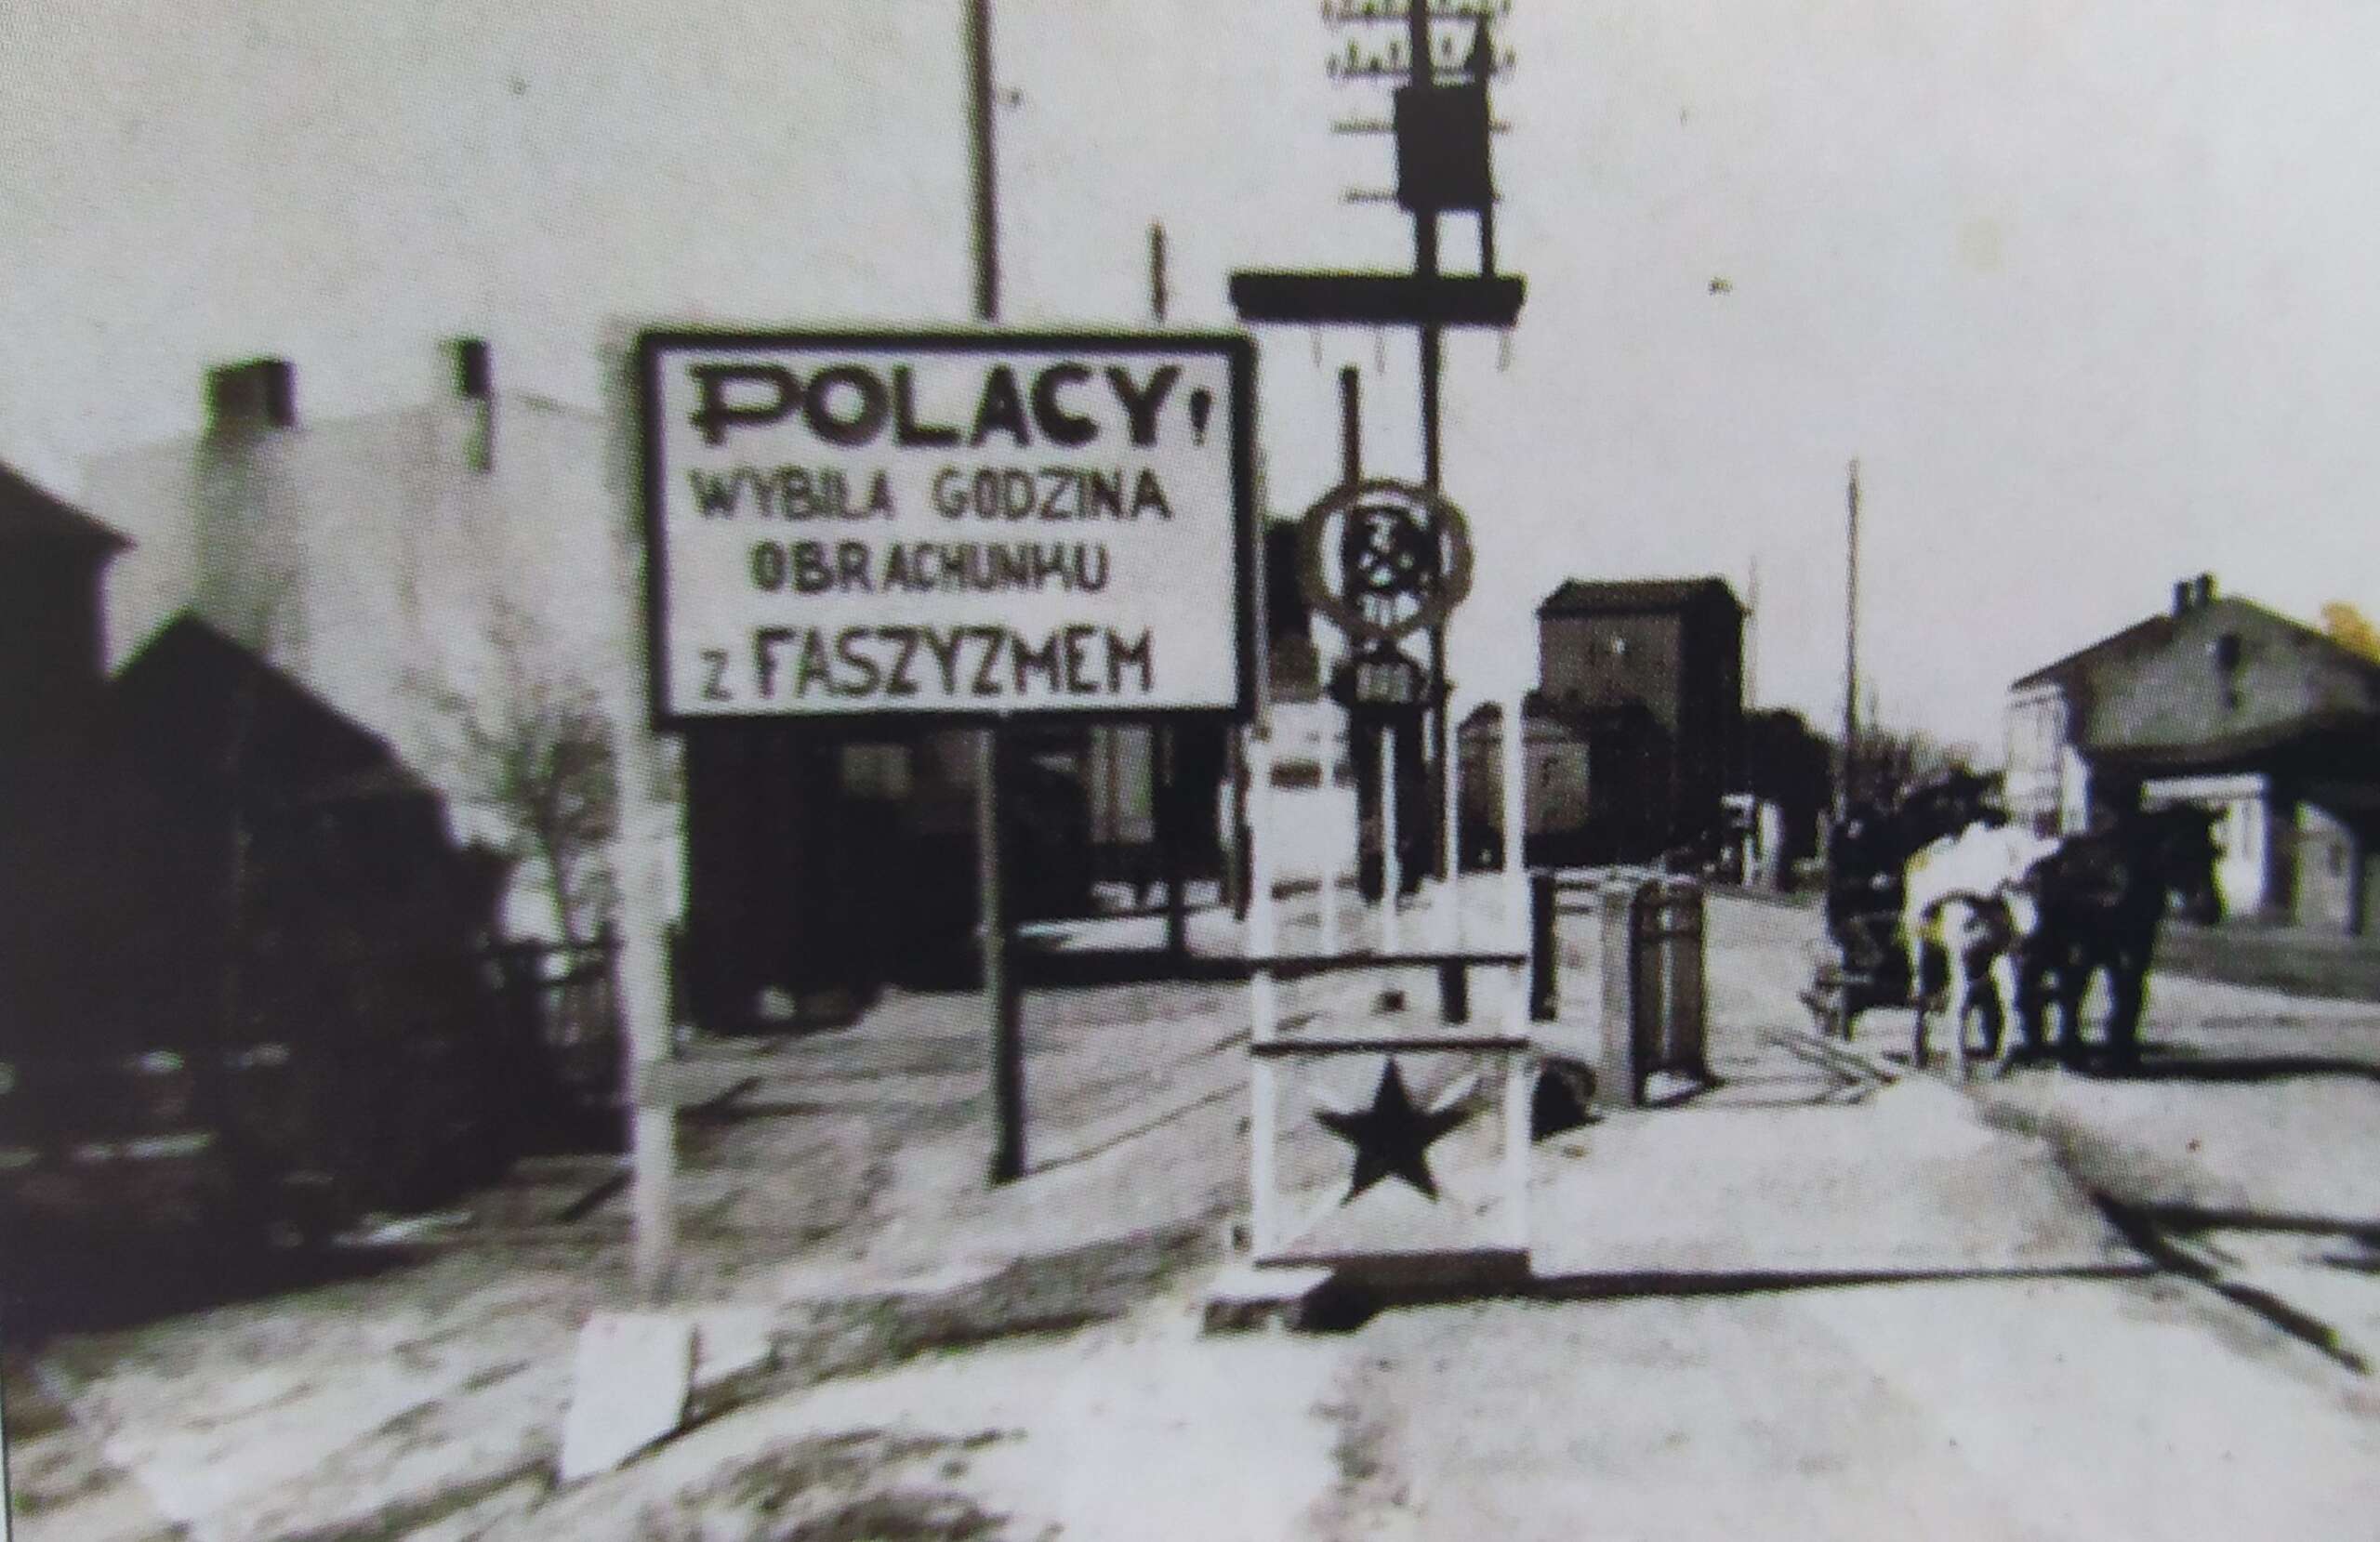 POLACY!
WYBIŁA GODZINA
OBRACHUNKU
z FASZYZMEM